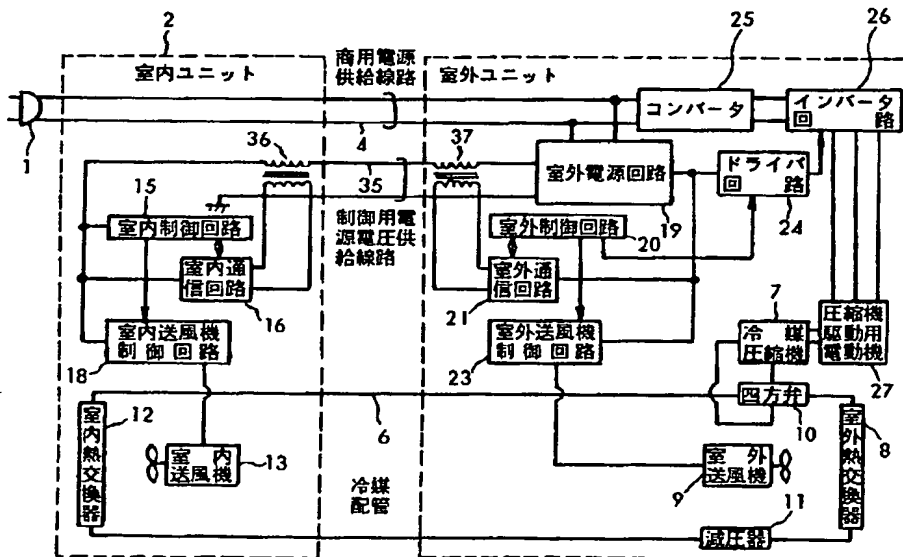 2
25
26
室内ユニット
商用電源
供給線路
室外ユニット
コンバータ
インバータ
回路
1
36
4
37
35
室外電源回路
ドライバ
回路
15
室内制御回路
制御用電
源電圧供
給線路
室外制御回路
19
20
24
室内通
信回路
16
室外通
信回路
21
7
冷媒
圧縮機
圧縮機
駆動用
電動機
室内送風機
制御回路
18
室外送風機
制御回路
23
27
12
6
四方弁
10
8
室内熱交換器
室内
送風機
13
冷媒
配管
室外
送風機
9
室外熱交換器
11
減圧器